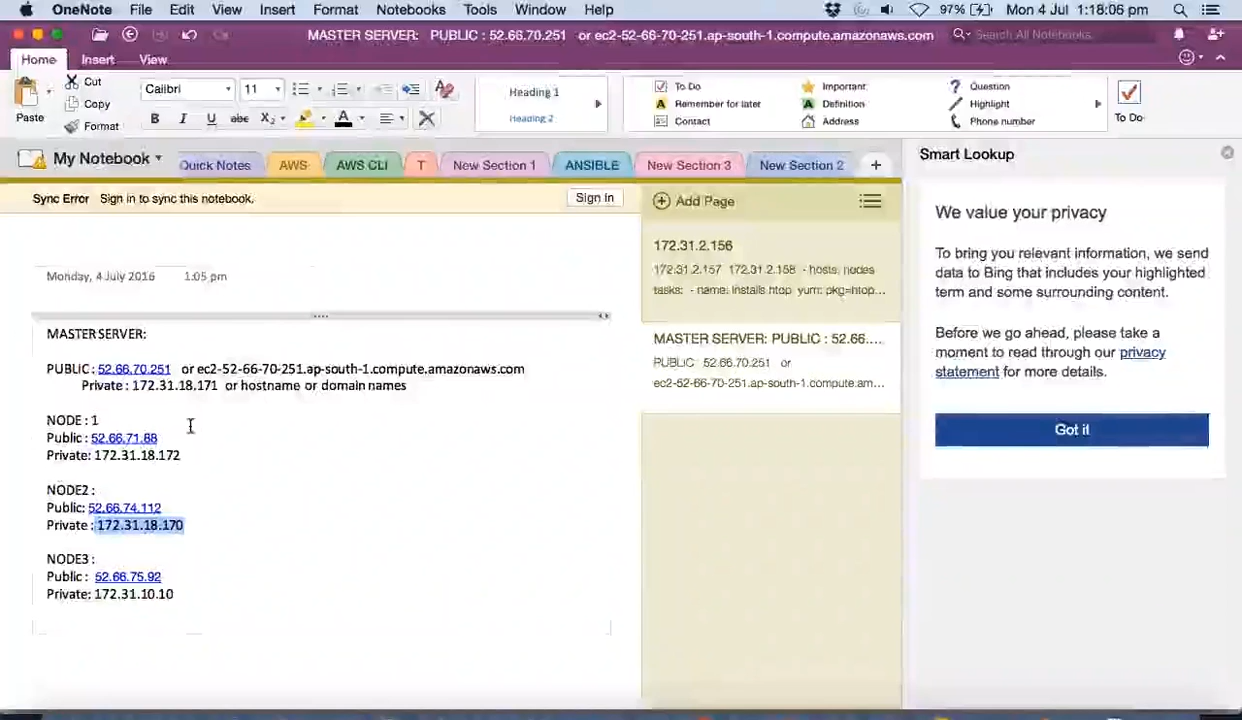 OneNote File Edit View Insert Format Notebooks Tools Window Help 97% Mon 4 Jul 1:18:06 pm
MASTER SERVER: PUBLIC : 52.66.70.251 or ec2-52-66-70-251.ap-south-1.compute.amazonaws.com Search All Notebooks
Home Insert View
Paste Cut Copy Format
Calibri 11
Heading 1
Heading 2
To Do Important Question
Remember for later Definition Highlight
Contact Address Phone number
To Do
My Notebook Quick Notes AWS AWS CLI T New Section 1 ANSIBLE New Section 3 New Section 2 +
Sync Error Sign in to sync this notebook. Sign in
Monday, 4 July 2016 1:05 pm
MASTER SERVER:
PUBLIC : 52.66.70.251 or ec2-52-66-70-251.ap-south-1.compute.amazonaws.com
Private : 172.31.18.171 or hostname or domain names
NODE : 1
Public : 52.66.71.88
Private: 172.31.18.172
NODE2 :
Public: 52.66.74.112
Private : 172.31.18.170
NODE3 :
Public : 52.66.75.92
Private: 172.31.10.10
Add Page
172.31.2.156
172.31.2.157 172.31.2.158 - hosts: nodes
tasks: - name: Installs htop yum: pkg=htop...
MASTER SERVER: PUBLIC : 52.66....
PUBLIC 52.66.70.251 or
ec2-52-66-70-251.ap-south-1.compute.am...
Smart Lookup
We value your privacy
To bring you relevant information, we send
data to Bing that includes your highlighted
term and some surrounding content.
Before we go ahead, please take a
moment to read through our privacy
statement for more details.
Got it